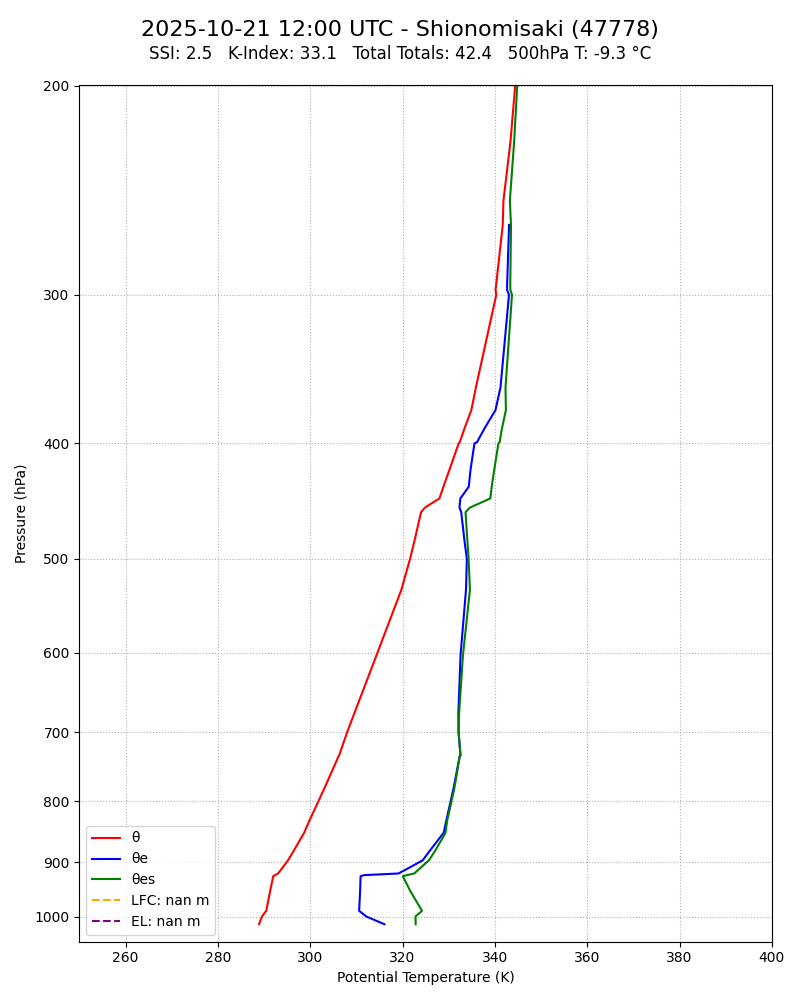 2025-10-21 12:00 UTC - Shionomisaki (47778)
SSI: 2.5   K-Index: 33.1   Total Totals: 42.4   500hPa T: -9.3 °C
200
300
400
500
600
700
800
900
1000
Pressure (hPa)
θ
θe
θes
LFC: nan m
EL: nan m
260
280
300
320
340
360
380
400
Potential Temperature (K)